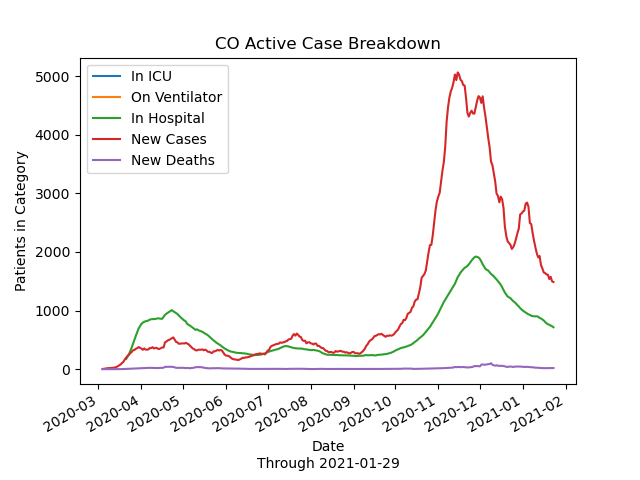 CO Active Case Breakdown
In ICU
On Ventilator
In Hospital
New Cases
New Deaths
Patients in Category
5000
4000
3000
2000
1000
0
2020-03
2020-04
2020-05
2020-06
2020-07
2020-08
2020-09
2020-10
2020-11
2020-12
2021-01
2021-02
Date
Through 2021-01-29